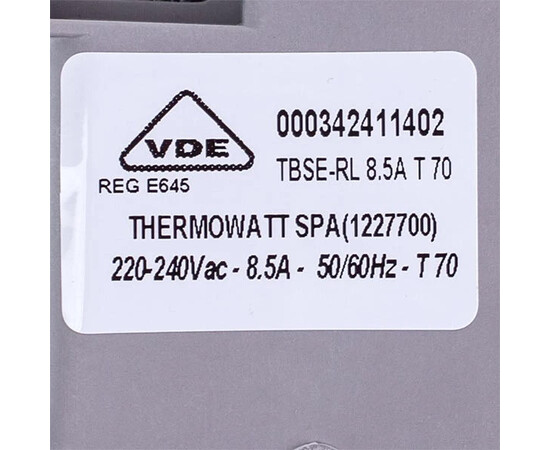 VDE
REG E645
000342411402
TBSE-RL 8.5A T 70
THERMOWATT SPA(1227700)
220-240Vac - 8.5A - 50/60Hz - T 70